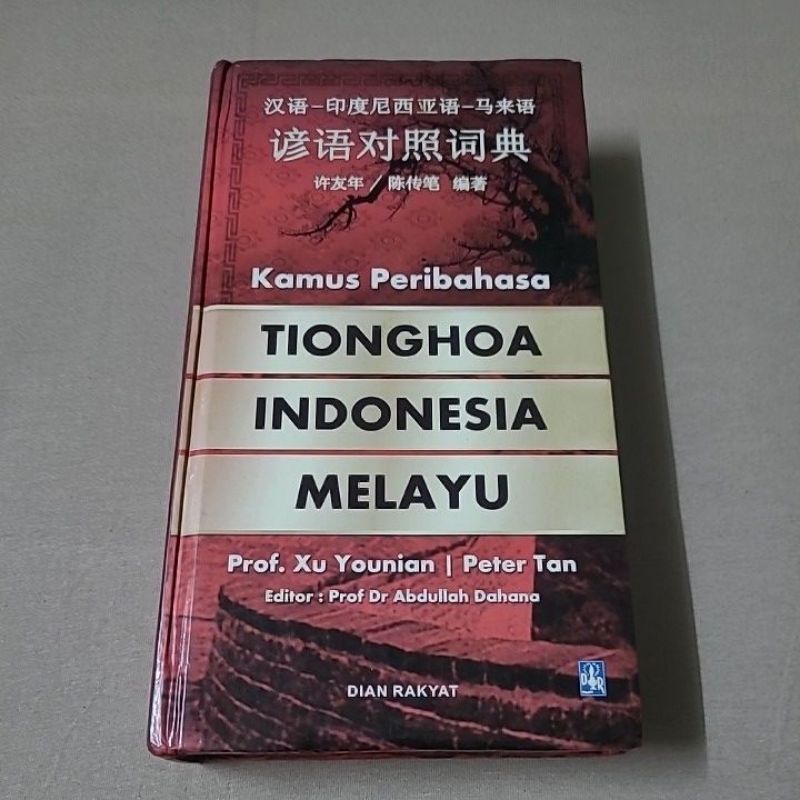 汉语-印度尼西亚语-马来语
谚语对照词典
许友年 / 陈传笔 编著
Kamus Peribahasa
TIONGHOA
INDONESIA
MELAYU
Prof. Xu Younian | Peter Tan
Editor : Prof Dr Abdullah Dahana
DIAN RAKYAT
DR